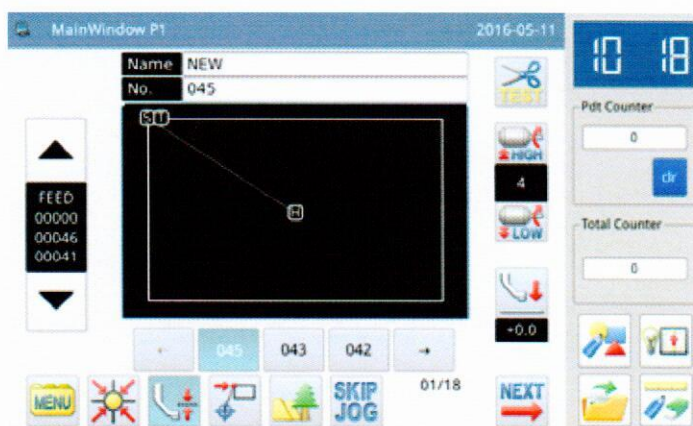 MainWindow P1 2016-05-11
10 18
Name NEW
No. 045
TEST
S T
H
HIGH
4
LOW
+0.0
FEED
00000
00046
00041
Pdt Counter
0
clr
Total Counter
0
← 045 043 042 →
MENU
SKIP
JOG
01/18
NEXT